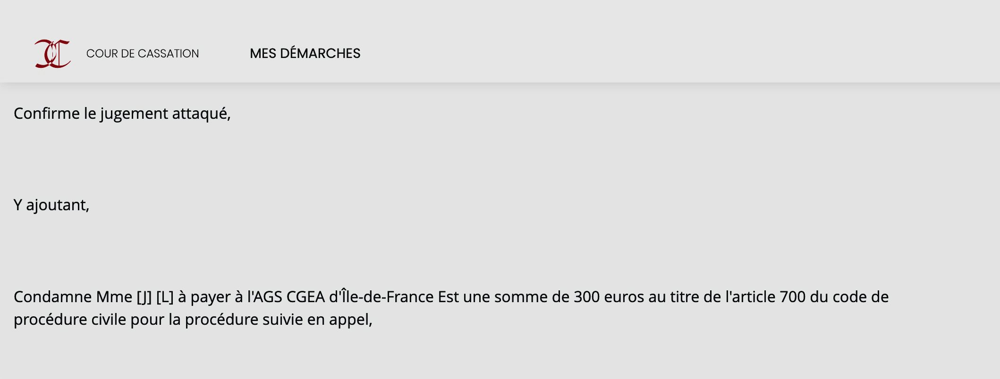 COUR DE CASSATION
MES DÉMARCHES
Confirme le jugement attaqué,
Y ajoutant,
Condamne Mme [J] [L] à payer à l'AGS CGEA d'Île-de-France Est une somme de 300 euros au titre de l'article 700 du code de
procédure civile pour la procédure suivie en appel,